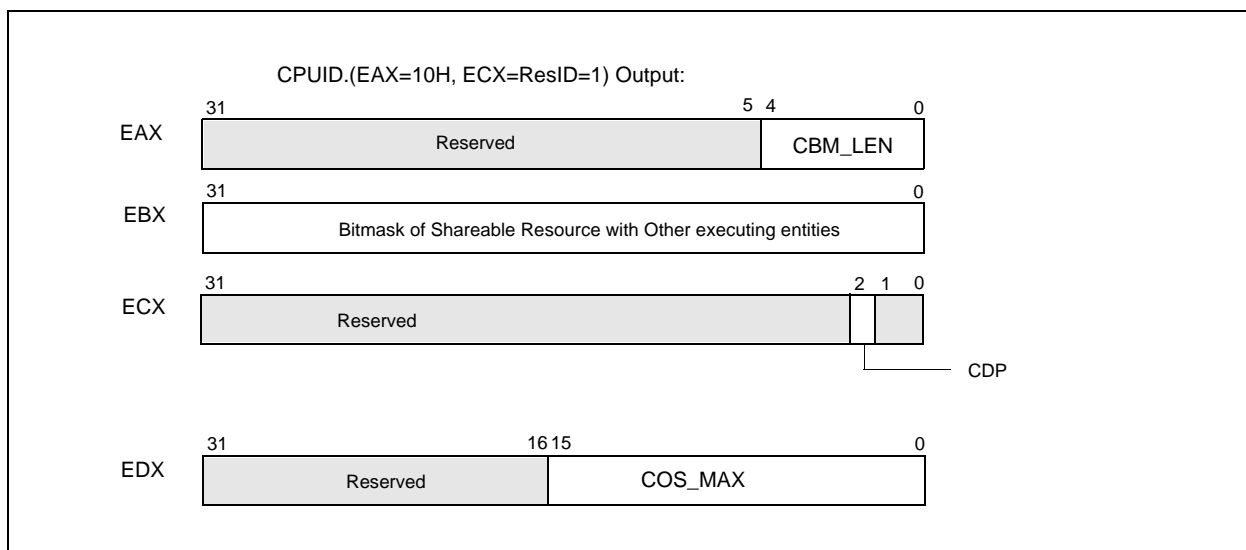 CPUID.(EAX=10H, ECX=ResID=1) Output:
31 5 4 0
EAX Reserved CBM_LEN
31 0
EBX Bitmask of Shareable Resource with Other executing entities
31 2 1 0
ECX Reserved
CDP
31 16 15 0
EDX Reserved COS_MAX